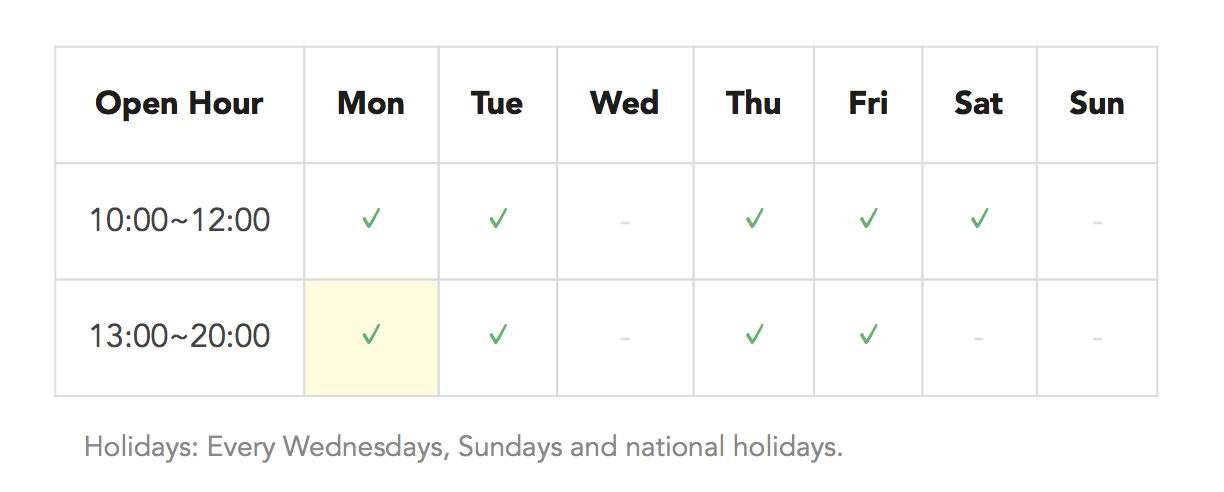 Open Hour Mon Tue Wed Thu Fri Sat Sun
10:00~12:00 ✓ ✓ - ✓ ✓ ✓ -
13:00~20:00 ✓ ✓ - ✓ ✓ - -
Holidays: Every Wednesdays, Sundays and national holidays.